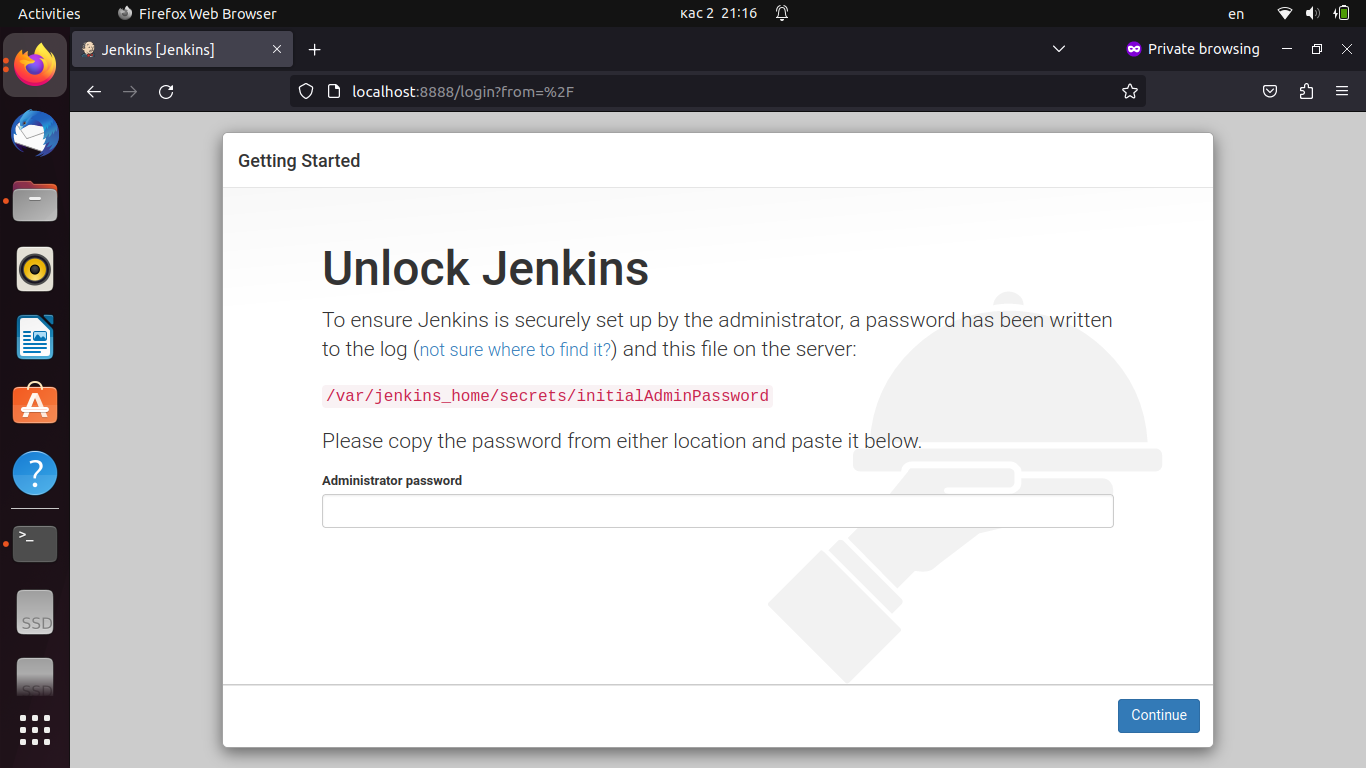 Activities
Firefox Web Browser
кас 2 21:16
en
Jenkins [Jenkins]
Private browsing
localhost:8888/login?from=%2F
Getting Started
Unlock Jenkins
To ensure Jenkins is securely set up by the administrator, a password has been written
to the log (not sure where to find it?) and this file on the server:
/var/jenkins_home/secrets/initialAdminPassword
Please copy the password from either location and paste it below.
Administrator password
Continue
?
>_
SSD
SSD